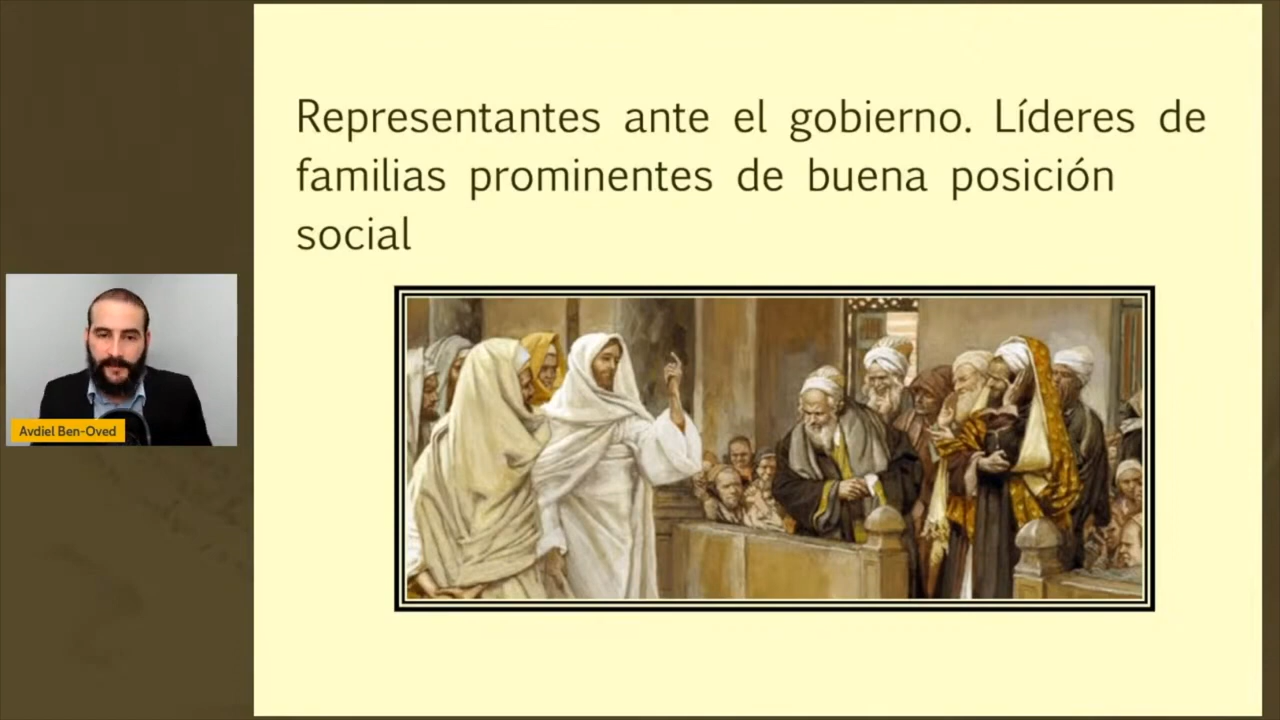 Representantes ante el gobierno. Líderes de
familias prominentes de buena posición
social
Avdiel Ben-Oved